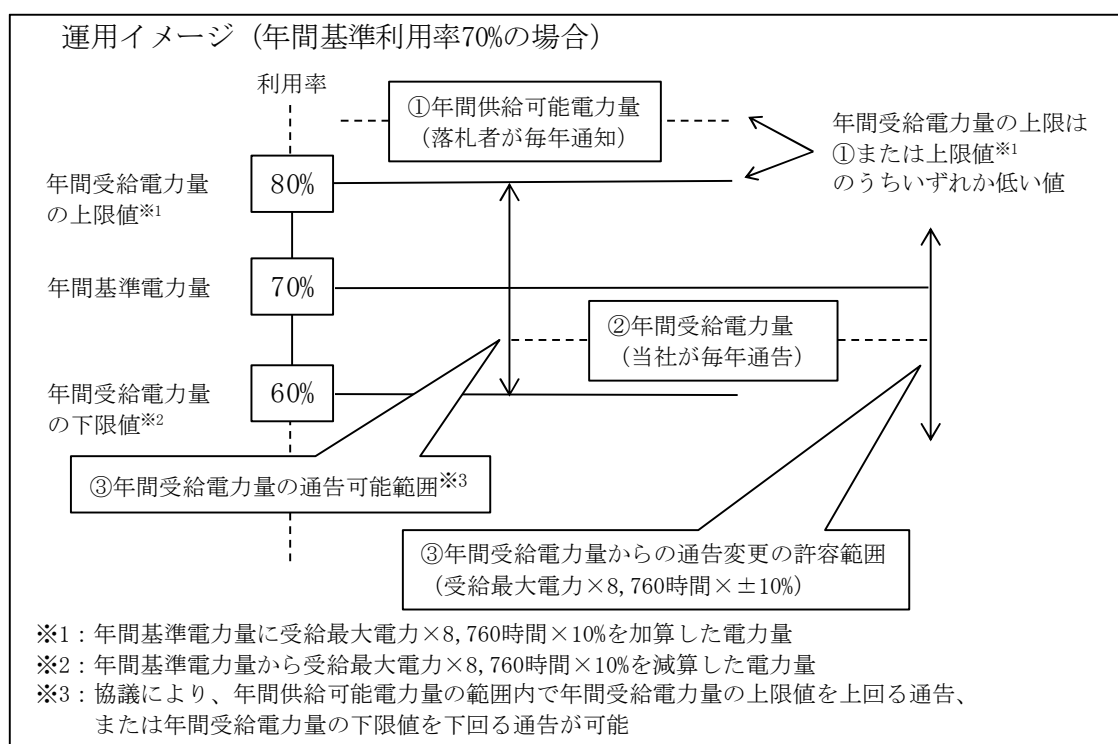 運用イメージ（年間基準利用率70%の場合）
利用率
①年間供給可能電力量
（落札者が毎年通知）
年間受給電力量の上限は
①または上限値※1
のうちいずれか低い値
年間受給電力量
の上限値※1
80%
年間基準電力量
70%
②年間受給電力量
（当社が毎年通告）
年間受給電力量
の下限値※2
60%
③年間受給電力量の通告可能範囲※3
③年間受給電力量からの通告変更の許容範囲
（受給最大電力×8,760時間×±10%）
※1：年間基準電力量に受給最大電力×8,760時間×10%を加算した電力量
※2：年間基準電力量から受給最大電力×8,760時間×10%を減算した電力量
※3：協議により、年間供給可能電力量の範囲内で年間受給電力量の上限値を上回る通告、
または年間受給電力量の下限値を下回る通告が可能